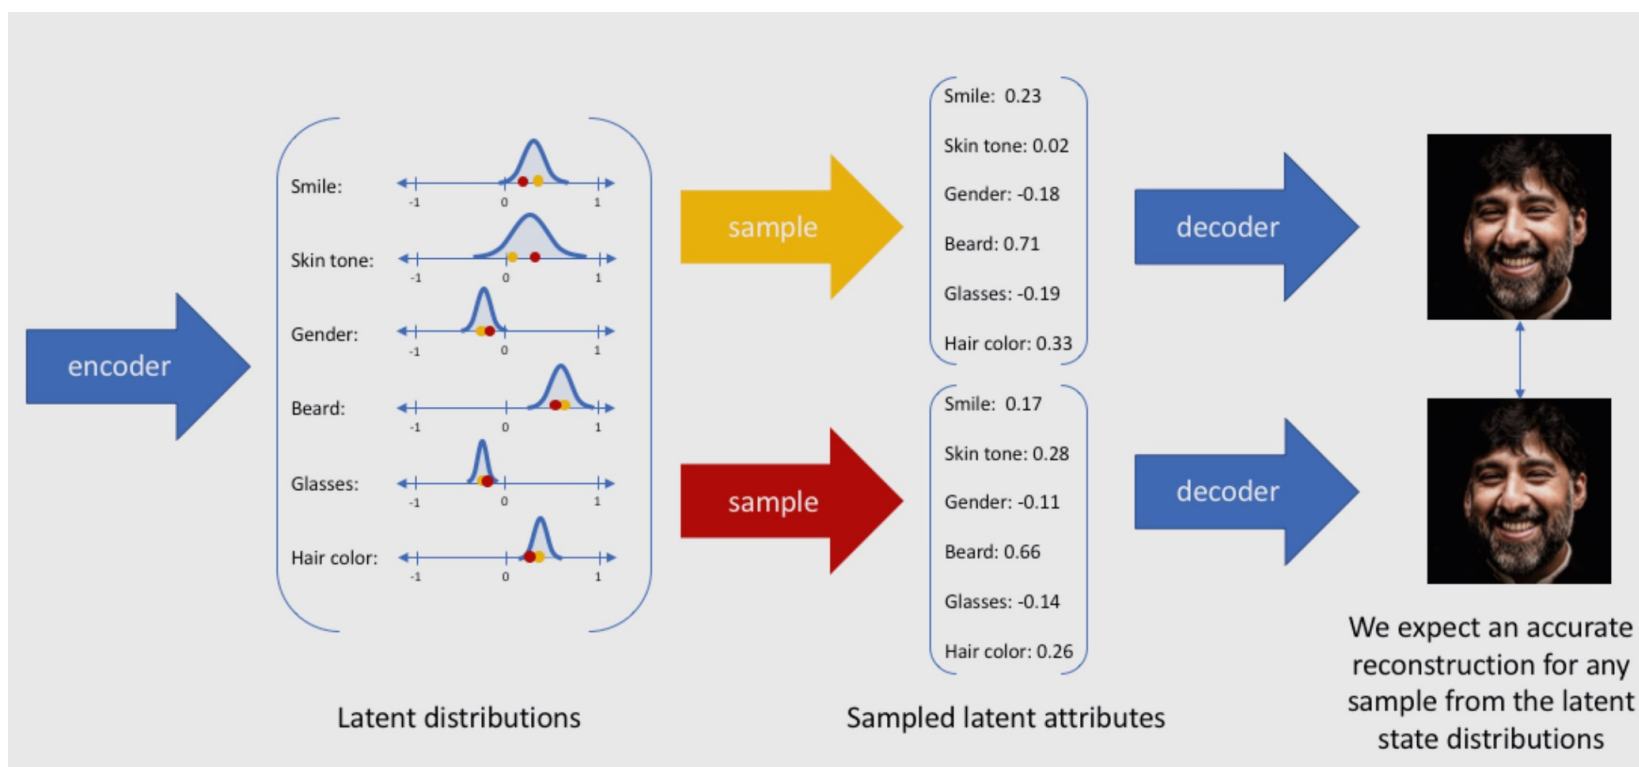 encoder
Smile:
-1 0 1
Skin tone:
-1 0 1
Gender:
-1 0 1
Beard:
-1 0 1
Glasses:
-1 0 1
Hair color:
-1 0 1
Latent distributions
sample
sample
Smile: 0.23
Skin tone: 0.02
Gender: -0.18
Beard: 0.71
Glasses: -0.19
Hair color: 0.33
Smile: 0.17
Skin tone: 0.28
Gender: -0.11
Beard: 0.66
Glasses: -0.14
Hair color: 0.26
Sampled latent attributes
decoder
decoder
We expect an accurate
reconstruction for any
sample from the latent
state distributions